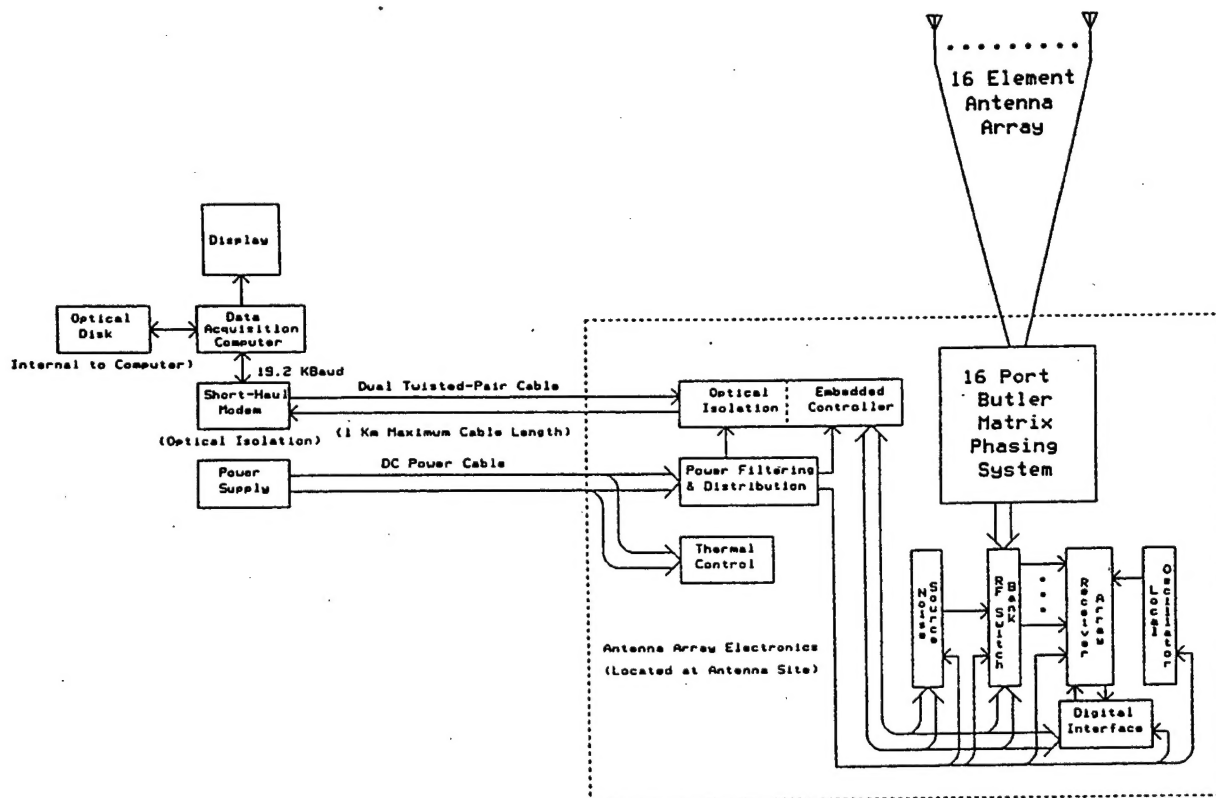 16 Element
Antenna
Array
Display
Optical
Disk
Data
Acquisition
Computer
Internal to Computer)
19.2 KBaud
Short-Haul
Modem
(Optical Isolation)
Dual Twisted-Pair Cable
(1 Km Maximum Cable Length)
Optical
Isolation
Embedded
Controller
16 Port
Butler
Matrix
Phasing
System
Power
Supply
DC Power Cable
Power Filtering
& Distribution
Thermal
Control
Noise
Source
RF Switch
Bank
Receiver
Array
Local
Oscillator
Antenna Array Electronics
(Located at Antenna Site)
Digital
Interface